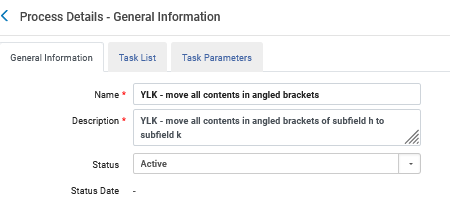 Process Details - General Information
General Information Task List Task Parameters
Name * YLK - move all contents in angled brackets
Description * YLK - move all contents in angled brackets of subfield h to
subfield k
Status Active
Status Date -